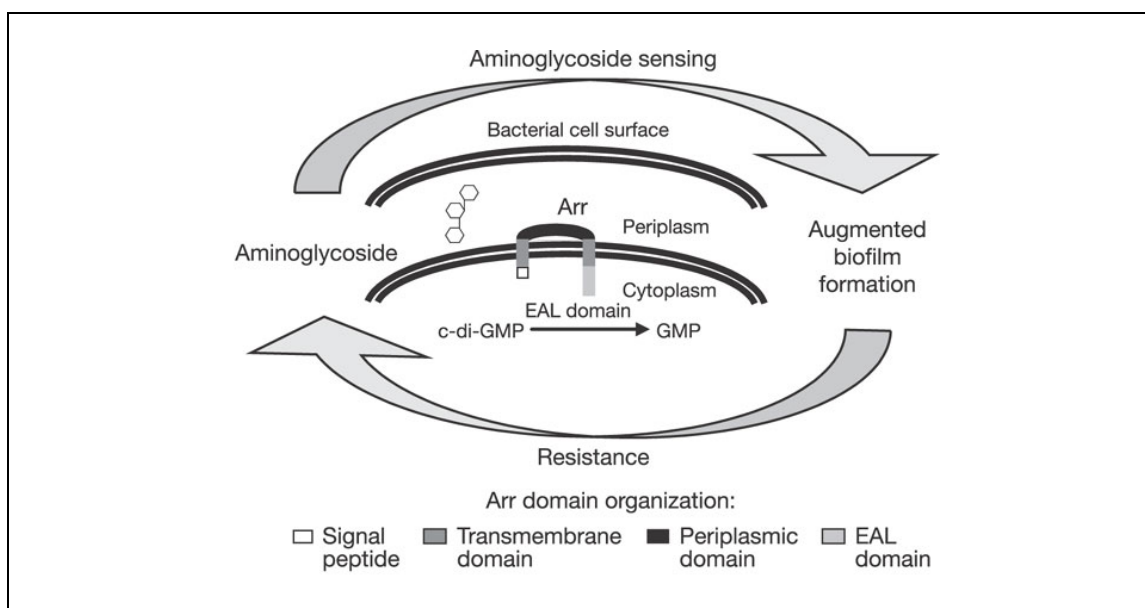 Aminoglycoside sensing
Bacterial cell surface
Arr
Periplasm
Aminoglycoside
Augmented
biofilm
formation
Cytoplasm
EAL domain
c-di-GMP
GMP
Resistance
Arr domain organization:
Signal
peptide
Transmembrane
domain
Periplasmic
domain
EAL
domain